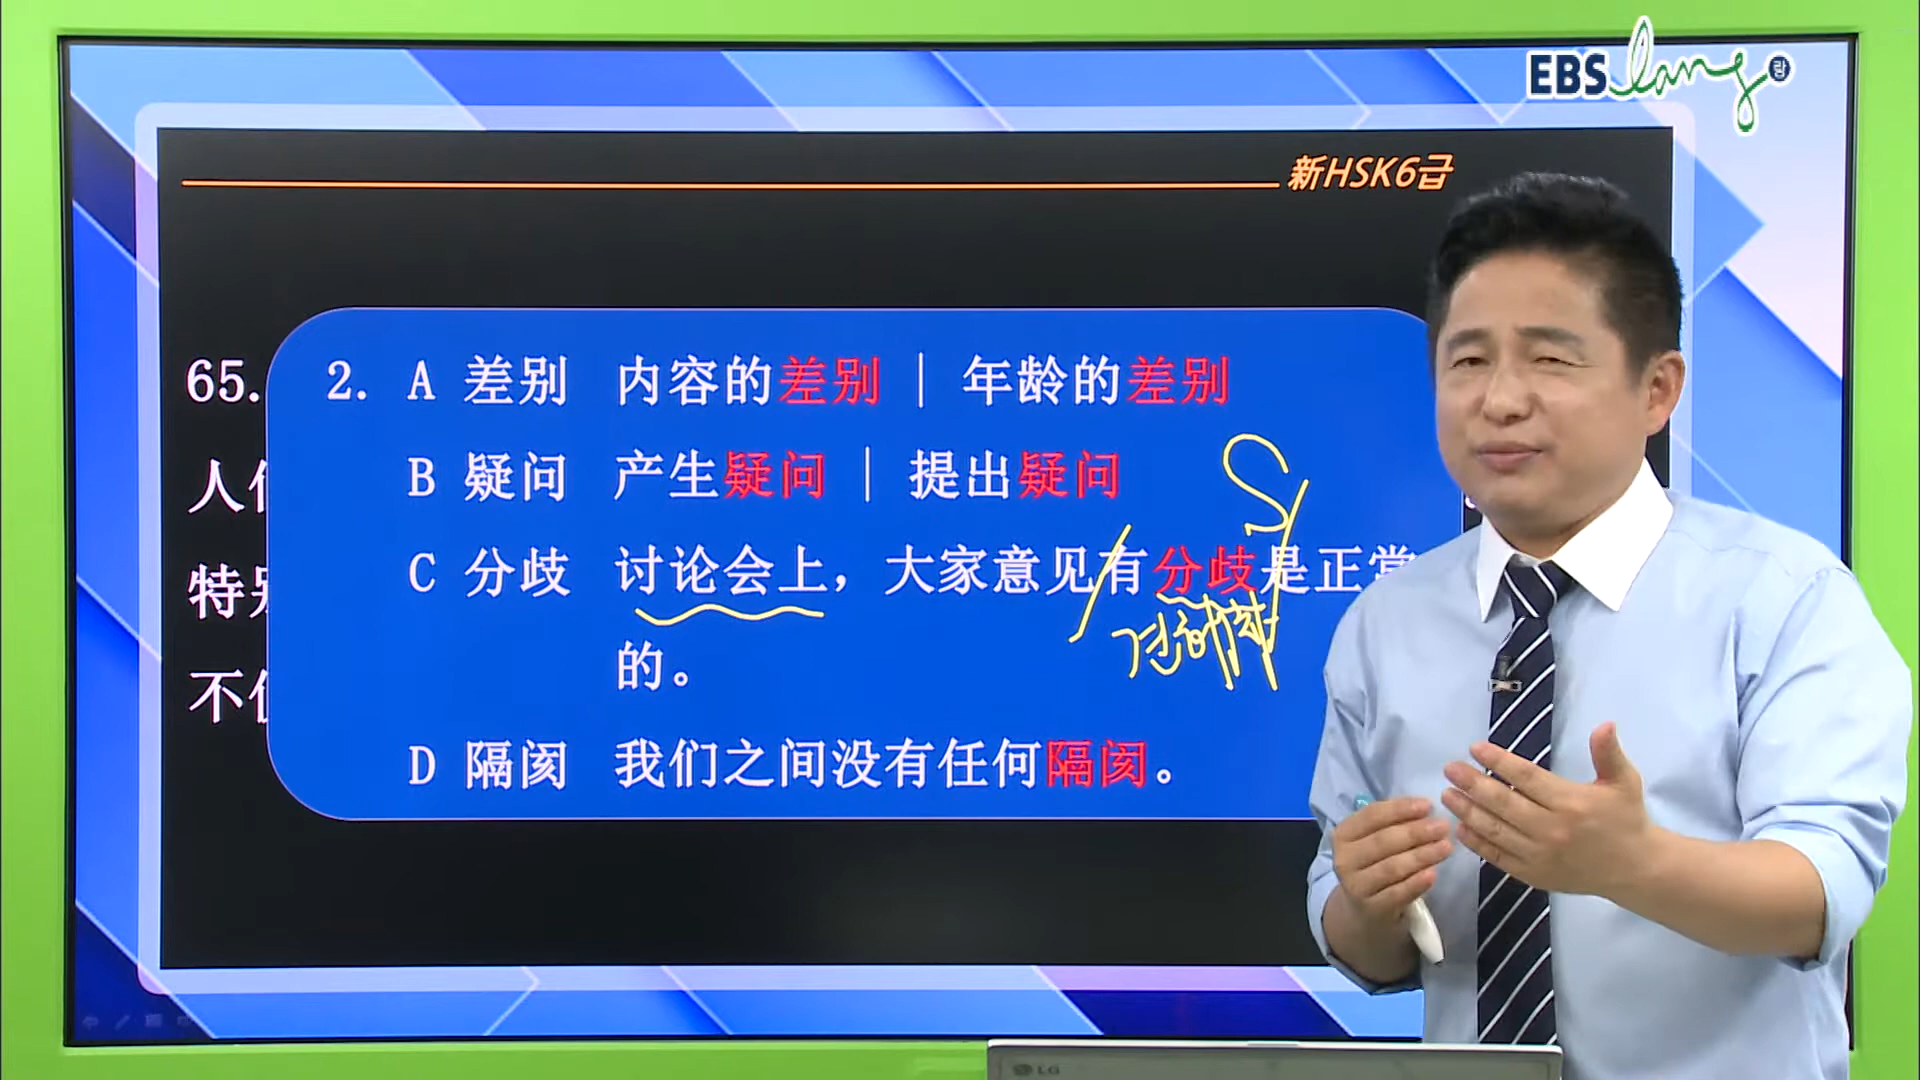 EBS lang 랑
新HSK6급
65.
2. A 差别 内容的差别 | 年龄的差别
B 疑问 产生疑问 | 提出疑问
人
C 分歧 讨论会上，大家意见有分歧是正常
特
的。
不
D 隔阂 我们之间没有任何隔阂。
LG